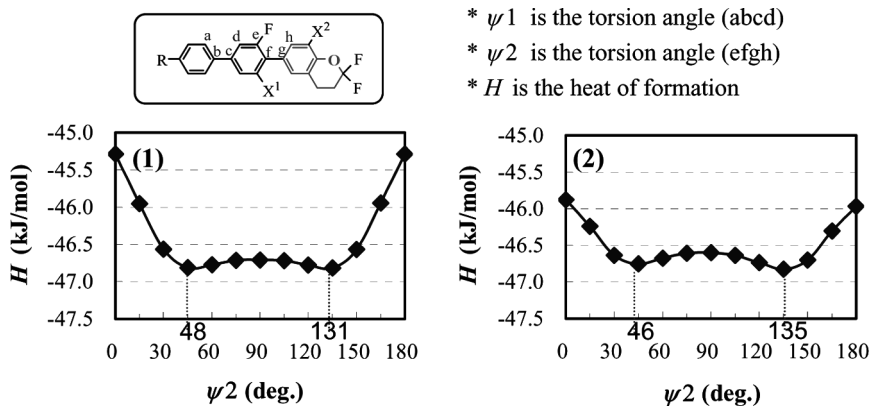 * ψ1 is the torsion angle (abcd)
* ψ2 is the torsion angle (efgh)
* H is the heat of formation
a
d
F
h
X²
R
b
c
e
f
g
O
F
F
X¹
(1)
-45.0
-45.5
-46.0
-46.5
-47.0
-47.5
H (kJ/mol)
48
131
0 30 60 90 120 150 180
ψ2 (deg.)
(2)
-45.0
-45.5
-46.0
-46.5
-47.0
-47.5
H (kJ/mol)
46
135
0 30 60 90 120 150 180
ψ2 (deg.)